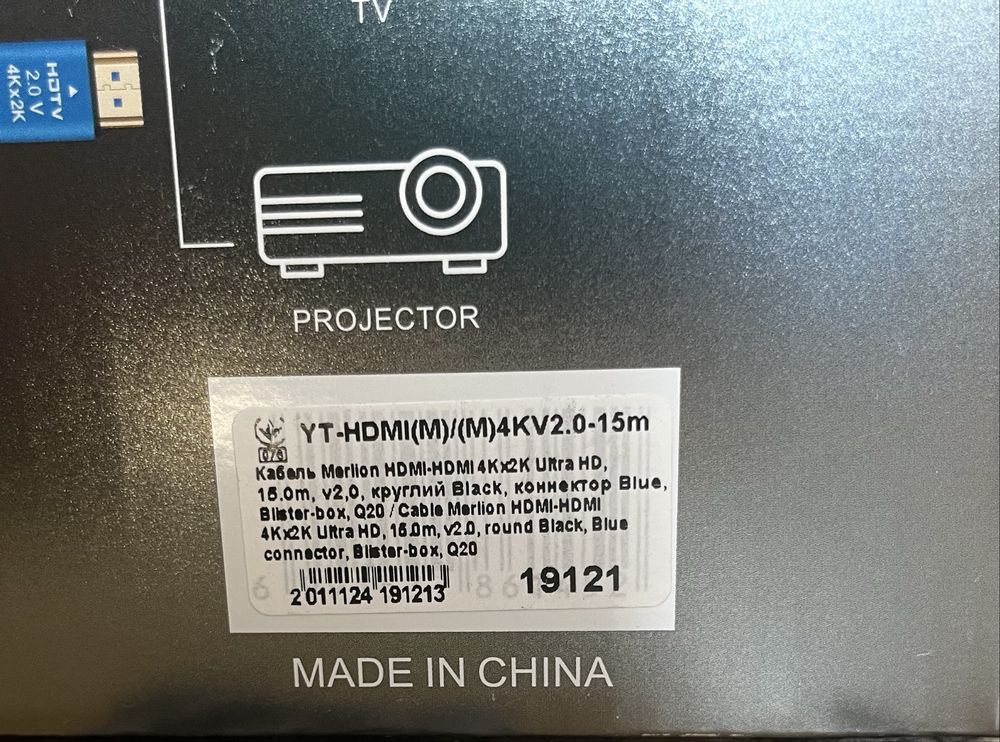 TV
HDTV
2.0 V
4Kx2K
PROJECTOR
YT-HDMI(M)/(M)4KV2.0-15m
0/6
Кабель Merlion HDMI-HDMI 4Kx2K Ultra HD,
15.0m, v2,0, круглий Black, коннектор Blue,
Blister-box, Q20 / Cable Merlion HDMI-HDMI
4Kx2K Ultra HD, 15.0m, v2.0, round Black, Blue
connector, Blister-box, Q20
2 011124 191213
19121
MADE IN CHINA